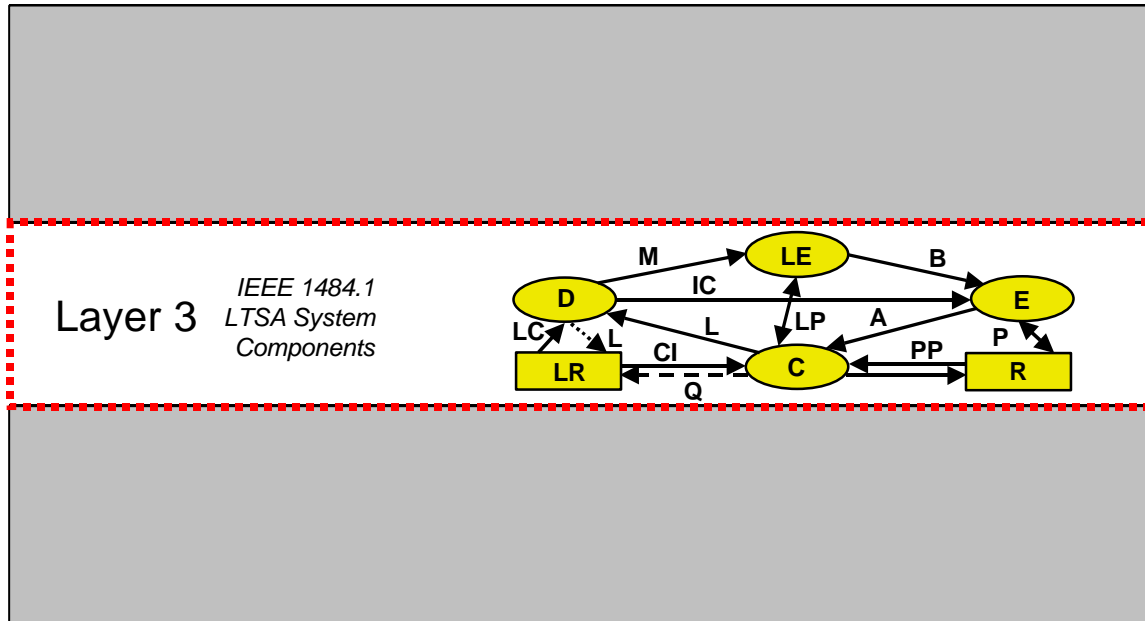 Layer 3
IEEE 1484.1
LTSA System
Components
M
LE
B
D
IC
E
LC
L
L
LP
A
P
LR
CI
C
PP
R
Q